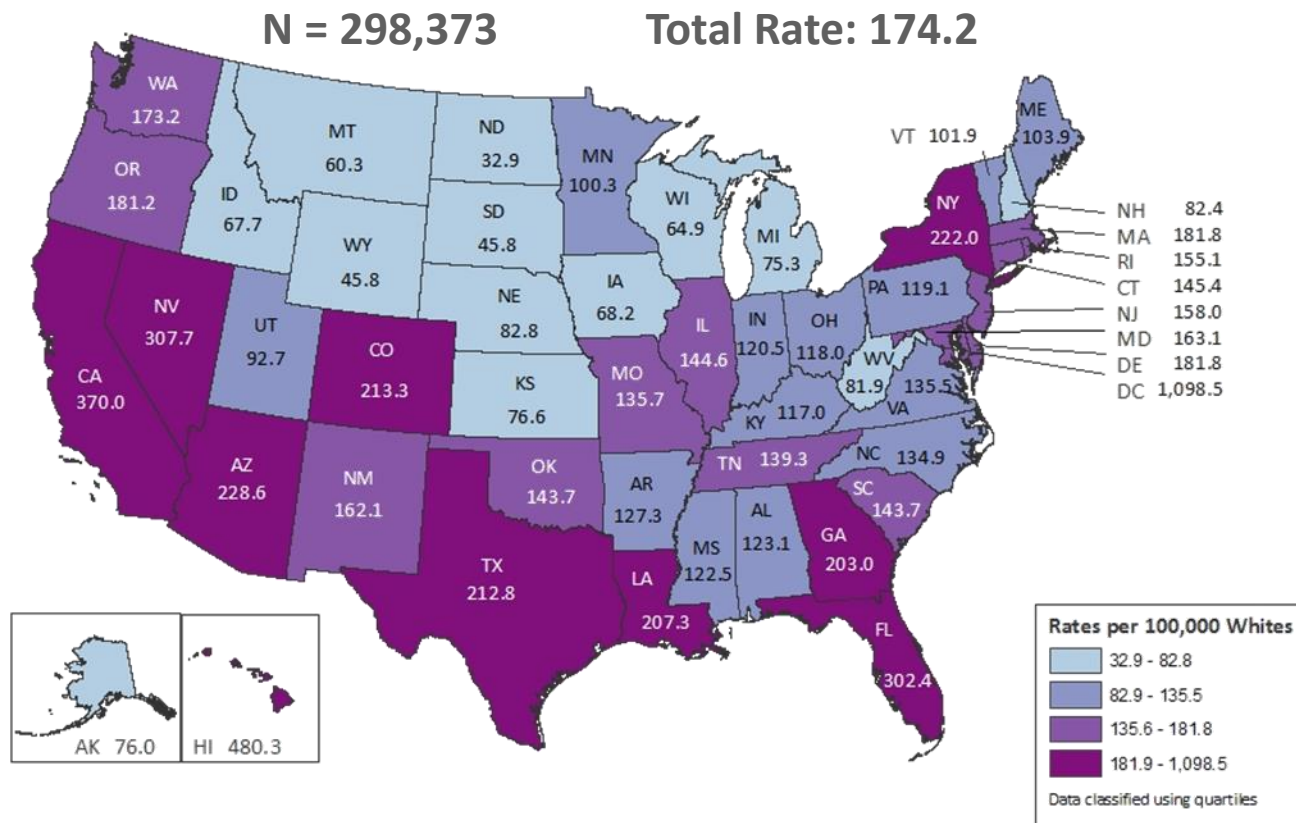 N = 298,373 Total Rate: 174.2
WA
173.2
OR
181.2
CA
370.0
NV
307.7
ID
67.7
MT
60.3
WY
45.8
UT
92.7
CO
213.3
AZ
228.6
NM
162.1
ND
32.9
SD
45.8
NE
82.8
KS
76.6
OK
143.7
TX
212.8
MN
100.3
IA
68.2
MO
135.7
AR
127.3
LA
207.3
WI
64.9
IL
144.6
MI
75.3
IN
120.5
OH
118.0
KY 117.0
TN 139.3
MS
122.5
AL
123.1
GA
203.0
FL
302.4
SC
143.7
NC 134.9
VA
135.5
WV
81.9
PA 119.1
NY
222.0
VT 101.9
ME
103.9
NH 82.4
MA 181.8
RI 155.1
CT 145.4
NJ 158.0
MD 163.1
DE 181.8
DC 1,098.5
AK 76.0
HI 480.3
Rates per 100,000 Whites
32.9 - 82.8
82.9 - 135.5
135.6 - 181.8
181.9 - 1,098.5
Data classified using quartiles